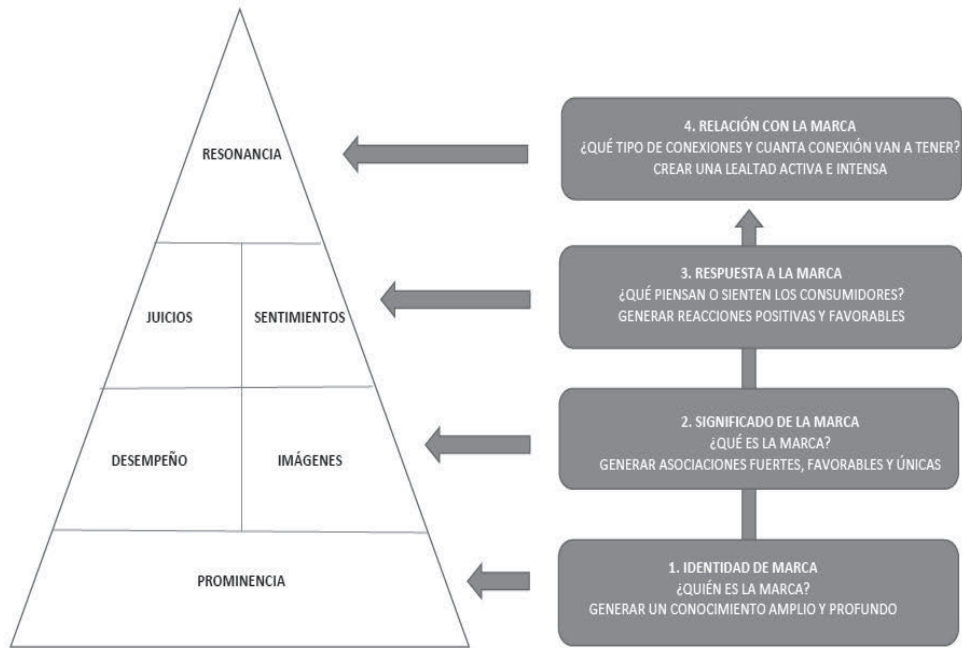 RESONANCIA
4. RELACIÓN CON LA MARCA
¿QUÉ TIPO DE CONEXIONES Y CUANTA CONEXIÓN VAN A TENER?
CREAR UNA LEALTAD ACTIVA E INTENSA
JUICIOS
SENTIMIENTOS
3. RESPUESTA A LA MARCA
¿QUÉ PIENSAN O SIENTEN LOS CONSUMIDORES?
GENERAR REACCIONES POSITIVAS Y FAVORABLES
DESEMPEÑO
IMÁGENES
2. SIGNIFICADO DE LA MARCA
¿QUÉ ES LA MARCA?
GENERAR ASOCIACIONES FUERTES, FAVORABLES Y ÚNICAS
PROMINENCIA
1. IDENTIDAD DE MARCA
¿QUIÉN ES LA MARCA?
GENERAR UN CONOCIMIENTO AMPLIO Y PROFUNDO